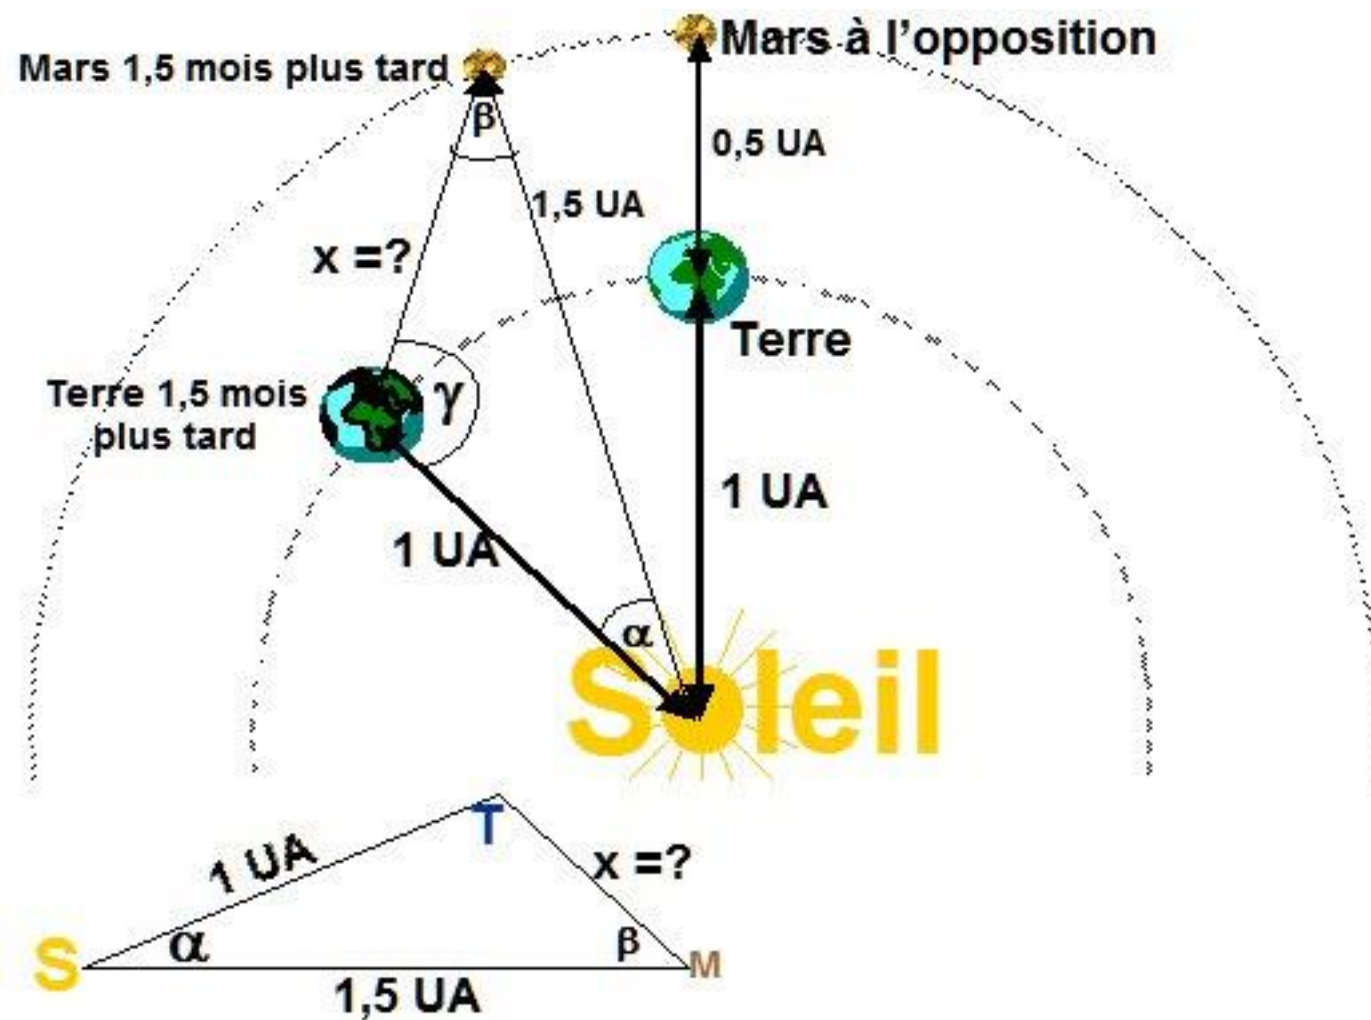 Mars à l'opposition
Mars 1,5 mois plus tard
β
0,5 UA
1,5 UA
x =?
Terre
Terre 1,5 mois
plus tard
γ
1 UA
1 UA
α
Soleil
T
1 UA
x =?
α
β
S
M
1,5 UA